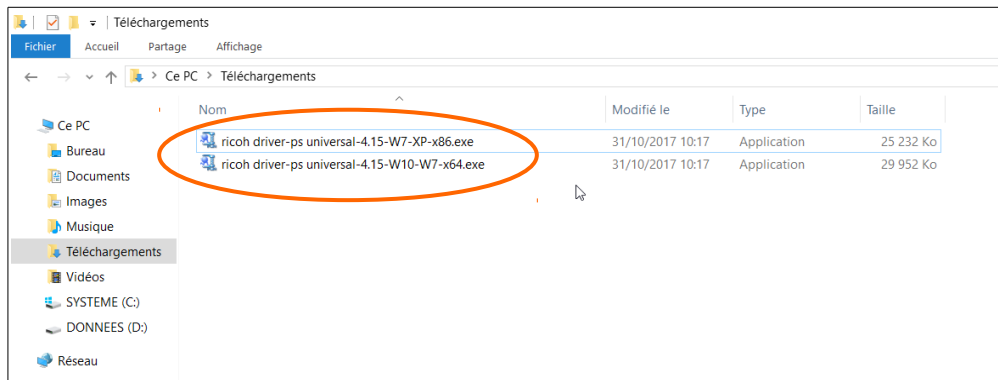 Téléchargements
Fichier Accueil Partage Affichage
Ce PC > Téléchargements
Nom Modifié le Type Taille
Ce PC
Bureau
Documents
Images
Musique
Téléchargements
Vidéos
SYSTEME (C:)
DONNEES (D:)
Réseau
ricoh driver-ps universal-4.15-W7-XP-x86.exe 31/10/2017 10:17 Application 25 232 Ko
ricoh driver-ps universal-4.15-W10-W7-x64.exe 31/10/2017 10:17 Application 29 952 Ko